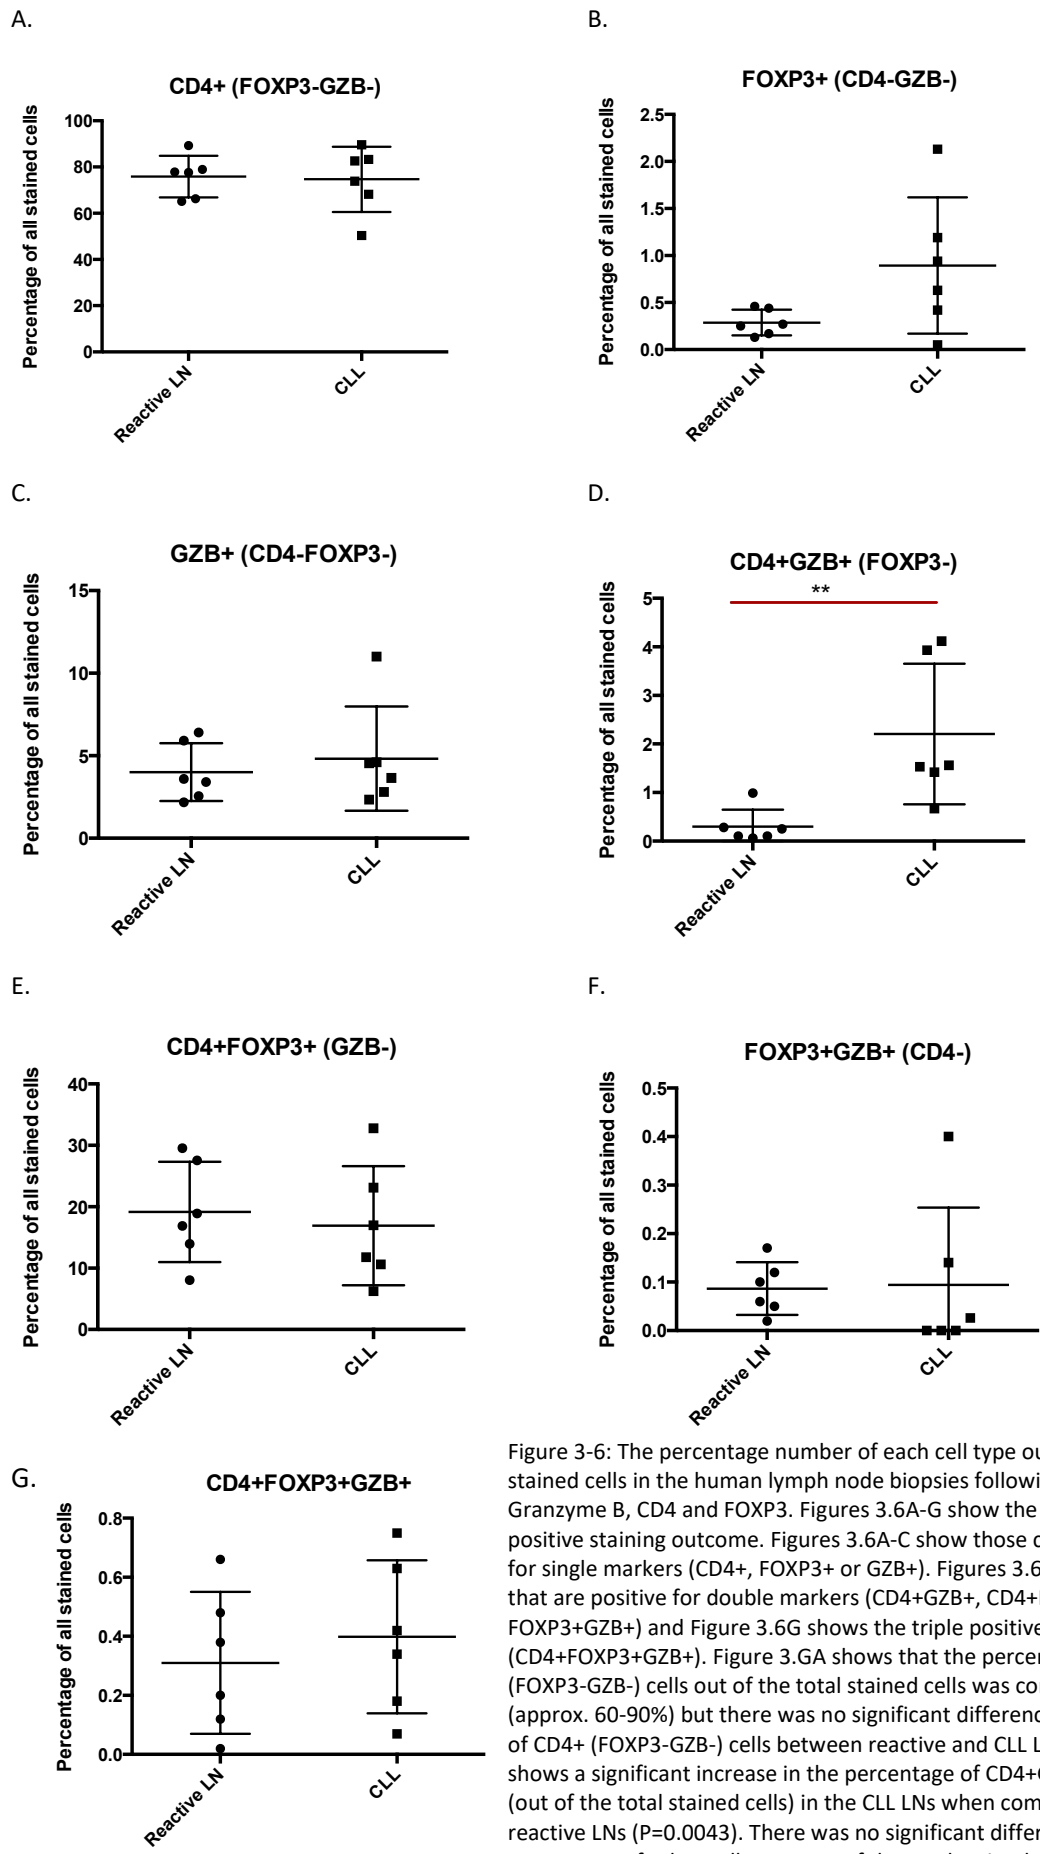 A.
CD4+ (FOXP3-GZB-)
Percentage of all stained cells
100
80
60
40
20
0
Reactive LN
CLL
B.
FOXP3+ (CD4-GZB-)
Percentage of all stained cells
2.5
2.0
1.5
1.0
0.5
0.0
Reactive LN
CLL
C.
GZB+ (CD4-FOXP3-)
Percentage of all stained cells
15
10
5
0
Reactive LN
CLL
D.
CD4+GZB+ (FOXP3-)
**
Percentage of all stained cells
5
4
3
2
1
0
Reactive LN
CLL
E.
CD4+FOXP3+ (GZB-)
Percentage of all stained cells
40
30
20
10
0
Reactive LN
CLL
F.
FOXP3+GZB+ (CD4-)
Percentage of all stained cells
0.5
0.4
0.3
0.2
0.1
0.0
Reactive LN
CLL
G.
CD4+FOXP3+GZB+
Percentage of all stained cells
0.8
0.6
0.4
0.2
0.0
Reactive LN
CLL
Figure 3-6: The percentage number of each cell type
stained cells in the human lymph node biopsies
Granzyme B, CD4 and FOXP3. Figures 3.6A-G show the
positive staining outcome. Figures 3.6A-C show those
for single markers (CD4+, FOXP3+ or GZB+). Figures
that are positive for double markers (CD4+GZB+,
FOXP3+GZB+) and Figure 3.6G shows the triple positive
(CD4+FOXP3+GZB+). Figure 3.GA shows that the
(FOXP3-GZB-) cells out of the total stained cells was
(approx. 60-90%) but there was no significant
of CD4+ (FOXP3-GZB-) cells between reactive and CLL
shows a significant increase in the percentage of
(out of the total stained cells) in the CLL LNs when
reactive LNs (P=0.0043). There was no significant